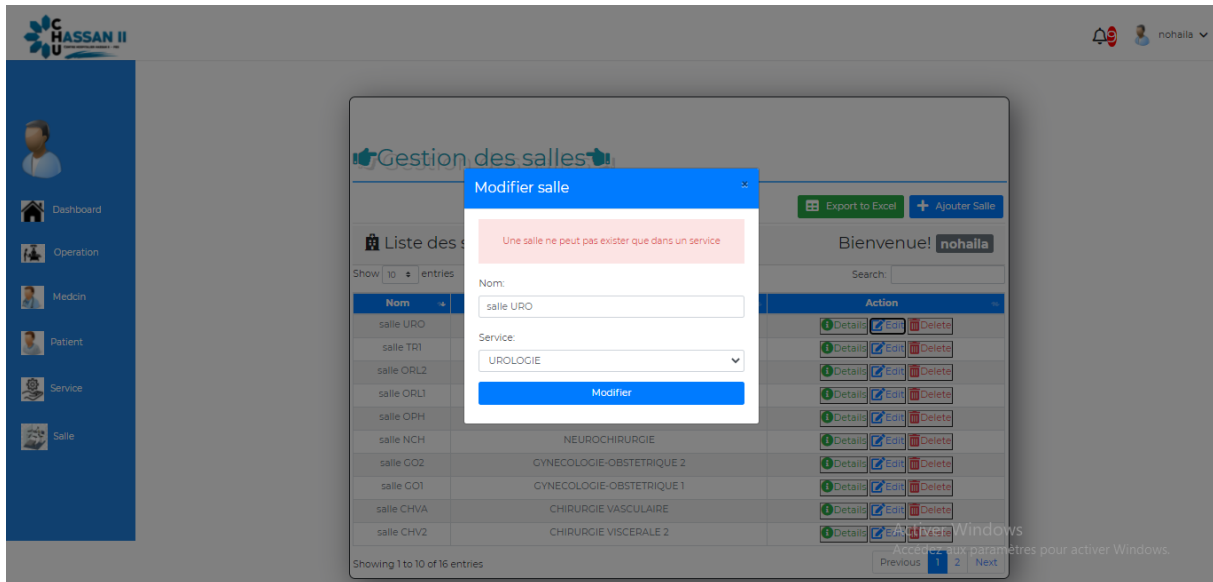 C
HASSAN II
U
nohaila
Gestion des salles
Modifier salle
×
Export to Excel
Ajouter Salle
Une salle ne peut pas exister que dans un service
Liste des s
Bienvenue! nohaila
Show 10 entries
Search:
Nom:
salle URO
Service:
UROLOGIE
Modifier
Dashboard
Operation
Medcin
Patient
Service
Salle
Nom
Action
salle URO
Details Edit Delete
salle TR1
Details Edit Delete
salle ORL2
Details Edit Delete
salle ORL1
Details Edit Delete
salle OPH
Details Edit Delete
salle NCH NEUROCHIRURGIE Details Edit Delete
salle GO2 GYNECOLOGIE-OBSTETRIQUE 2 Details Edit Delete
salle GO1 GYNECOLOGIE-OBSTETRIQUE 1 Details Edit Delete
salle CHVA CHIRURGIE VASCULAIRE Details Edit Delete
salle CHV2 CHIRURGIE VISCERALE 2 Details Edit Delete
Activer Windows
Accédez aux paramètres pour activer Windows.
Showing 1 to 10 of 16 entries
Previous 1 2 Next